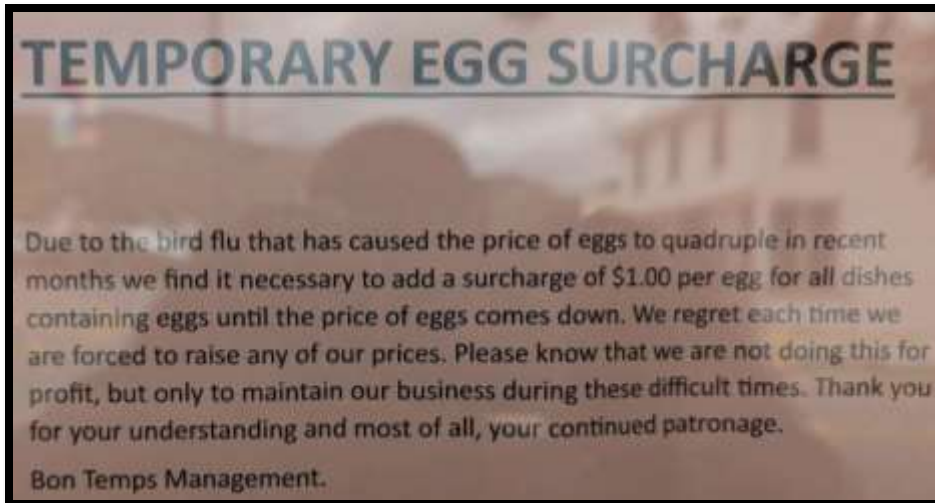 TEMPORARY EGG SURCHARGE
Due to the bird flu that has caused the price of eggs to quadruple in recent
months we find it necessary to add a surcharge of $1.00 per egg for all dishes
containing eggs until the price of eggs comes down. We regret each time we
are forced to raise any of our prices. Please know that we are not doing this for
profit, but only to maintain our business during these difficult times. Thank you
for your understanding and most of all, your continued patronage.
Bon Temps Management.